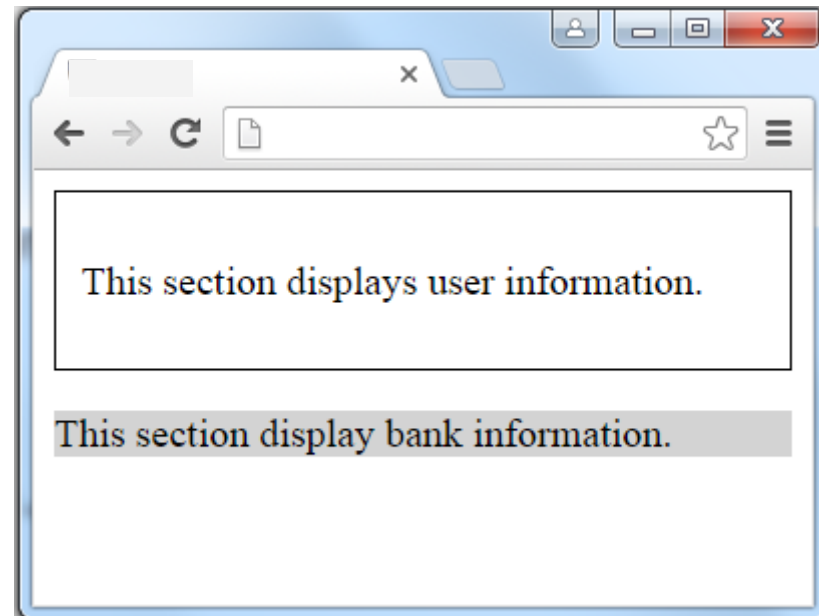 This section displays user information.
This section display bank information.